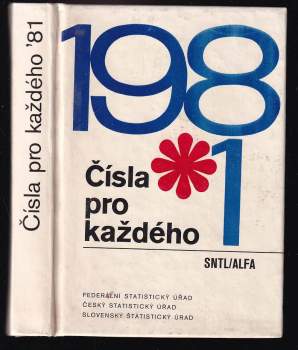 Čísla pro každého '81
198
1
Čísla
pro
každého
SNTL/ALFA
FEDERÁLNÍ STATISTICKÝ ÚŘAD
ČESKÝ STATISTICKÝ ÚŘAD
SLOVENSKÝ ŠTATISTICKÝ ÚRAD